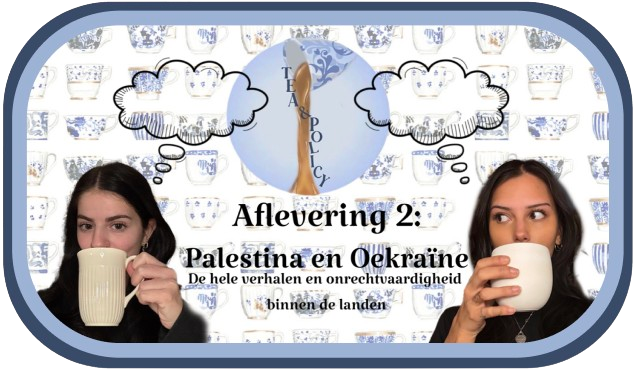 TEA & POLICY
Aflevering 2:
Palestina en Oekraïne
De hele verhalen en onrechtvaardigheid
binnen de landen